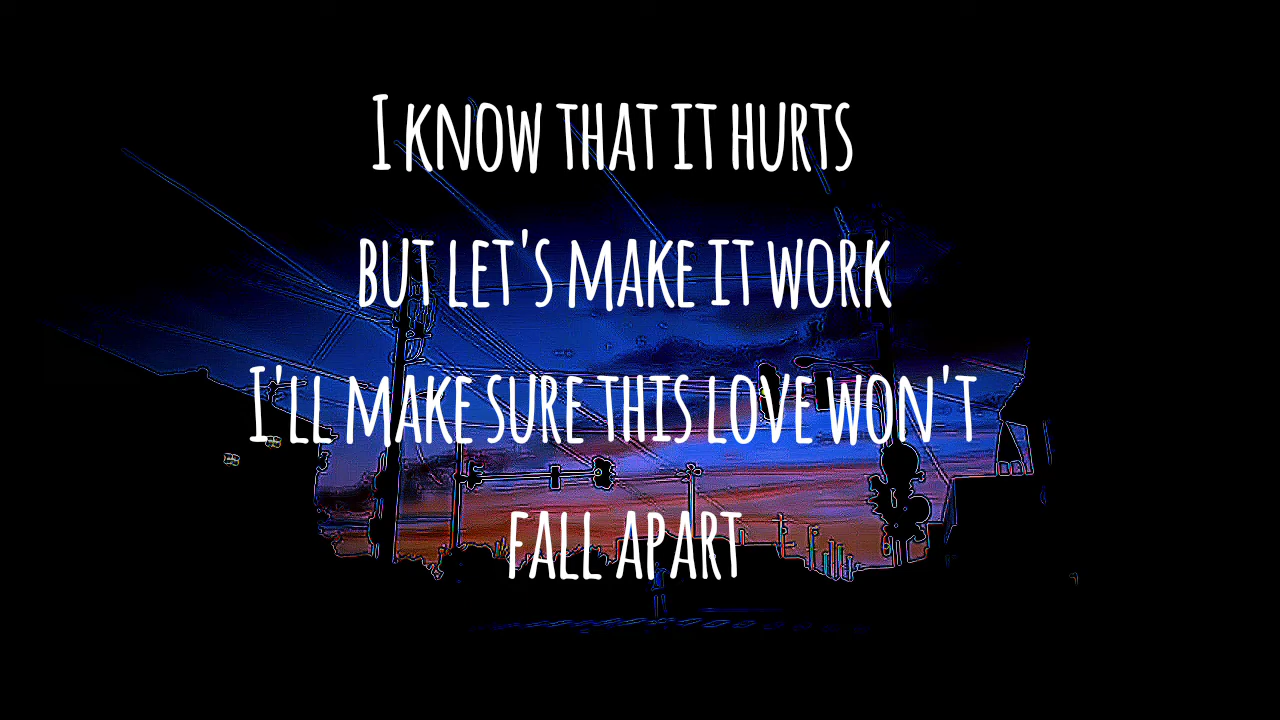 I KNOW THAT IT HURTS
BUT LET'S MAKE IT WORK
I'LL MAKE SURE THIS LOVE WON'T
FALL APART